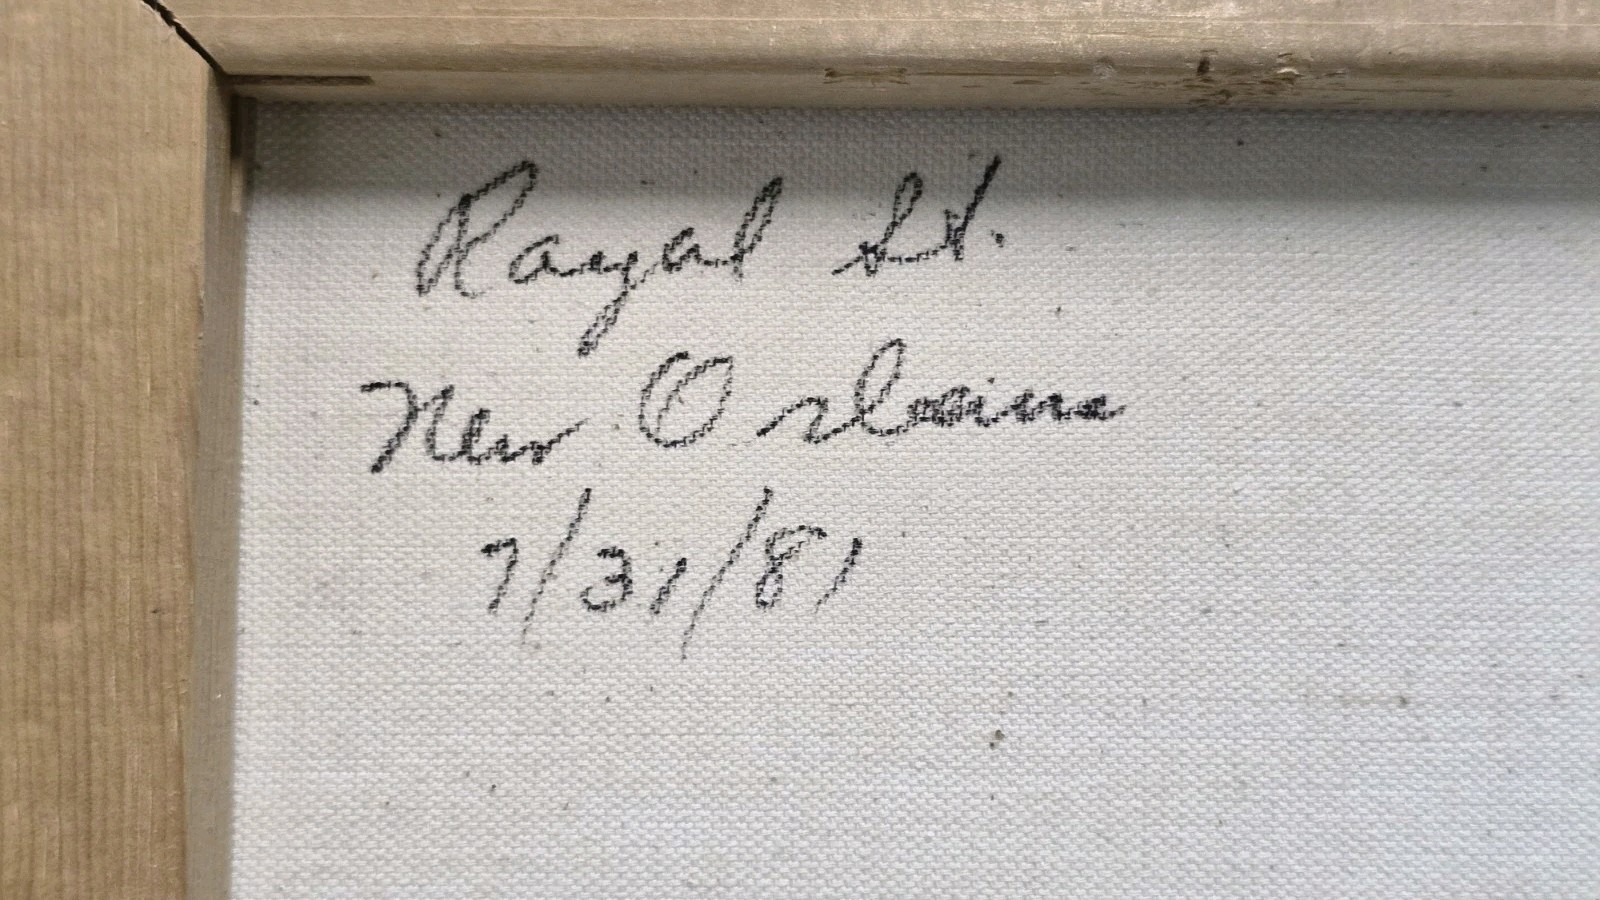 Royal St.
New Orleans
7/31/81